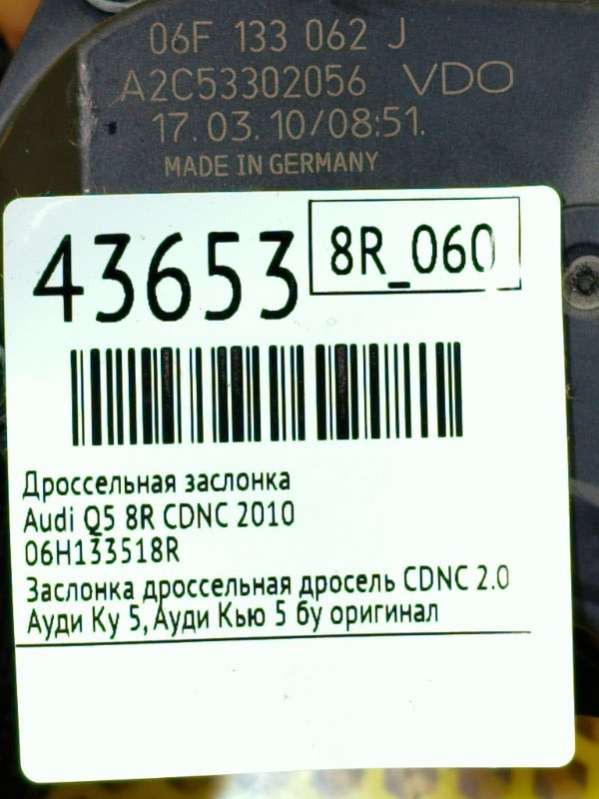 06F 133 062 J
A2C53302056 VDO
17.03.10/08:51.
MADE IN GERMANY
43653
8R_060
Дроссельная заслонка
Audi Q5 8R CDNC 2010
06H133518R
Заслонка дроссельная дросель CDNC 2.0
Ауди Ку 5, Ауди Кью 5 бу оригинал